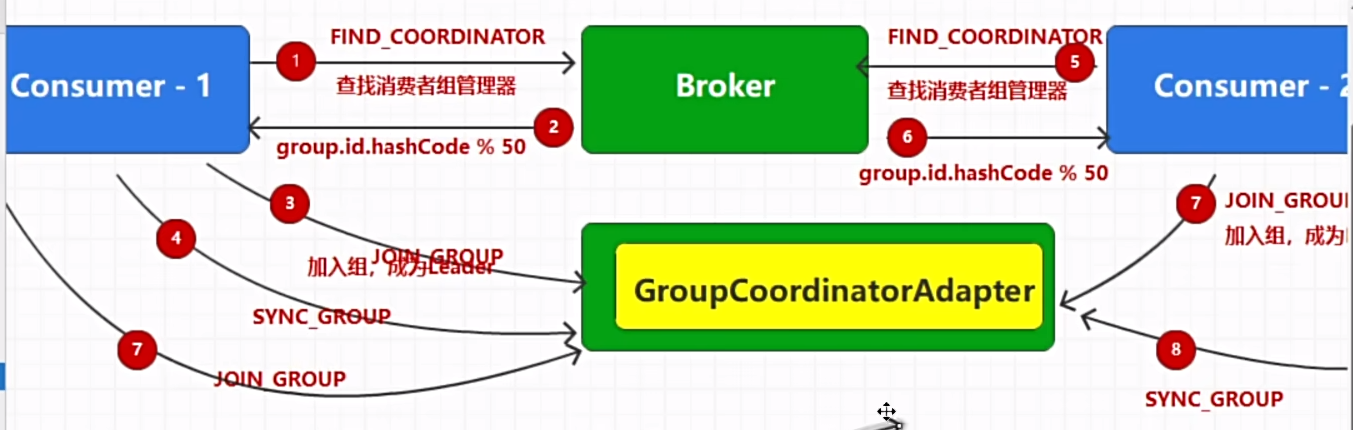 FIND_COORDINATOR
FIND_COORDINATOR
Consumer - 1
1
查找消费者组管理器
Broker
5
查找消费者组管理器
Consumer - 2
2
group.id.hashCode % 50
6
group.id.hashCode % 50
3
JOIN_GROUP
加入组，成为Leader
4
SYNC_GROUP
7
JOIN_GROUP
GroupCoordinatorAdapter
7
JOIN_GROU
加入组，成为
8
SYNC_GROUP